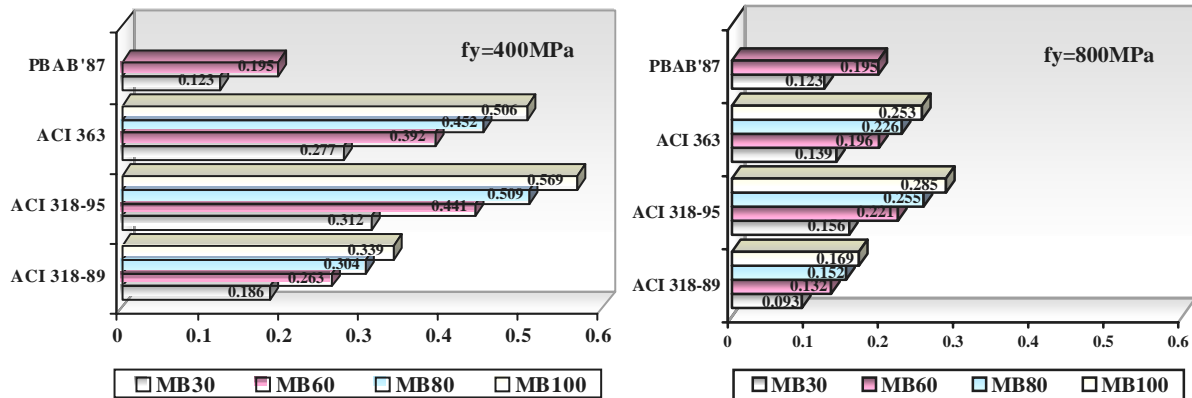 fy=400MPa
PBAB'87
0.195
0.123
ACI 363
0.506
0.452
0.392
0.277
ACI 318-95
0.569
0.509
0.441
0.312
ACI 318-89
0.339
0.304
0.263
0.186
0 0.1 0.2 0.3 0.4 0.5 0.6
MB30 MB60 MB80 MB100
fy=800MPa
PBAB'87
0.195
0.123
ACI 363
0.253
0.226
0.196
0.139
ACI 318-95
0.285
0.255
0.221
0.156
ACI 318-89
0.169
0.152
0.132
0.093
0 0.1 0.2 0.3 0.4 0.5 0.6
MB30 MB60 MB80 MB100